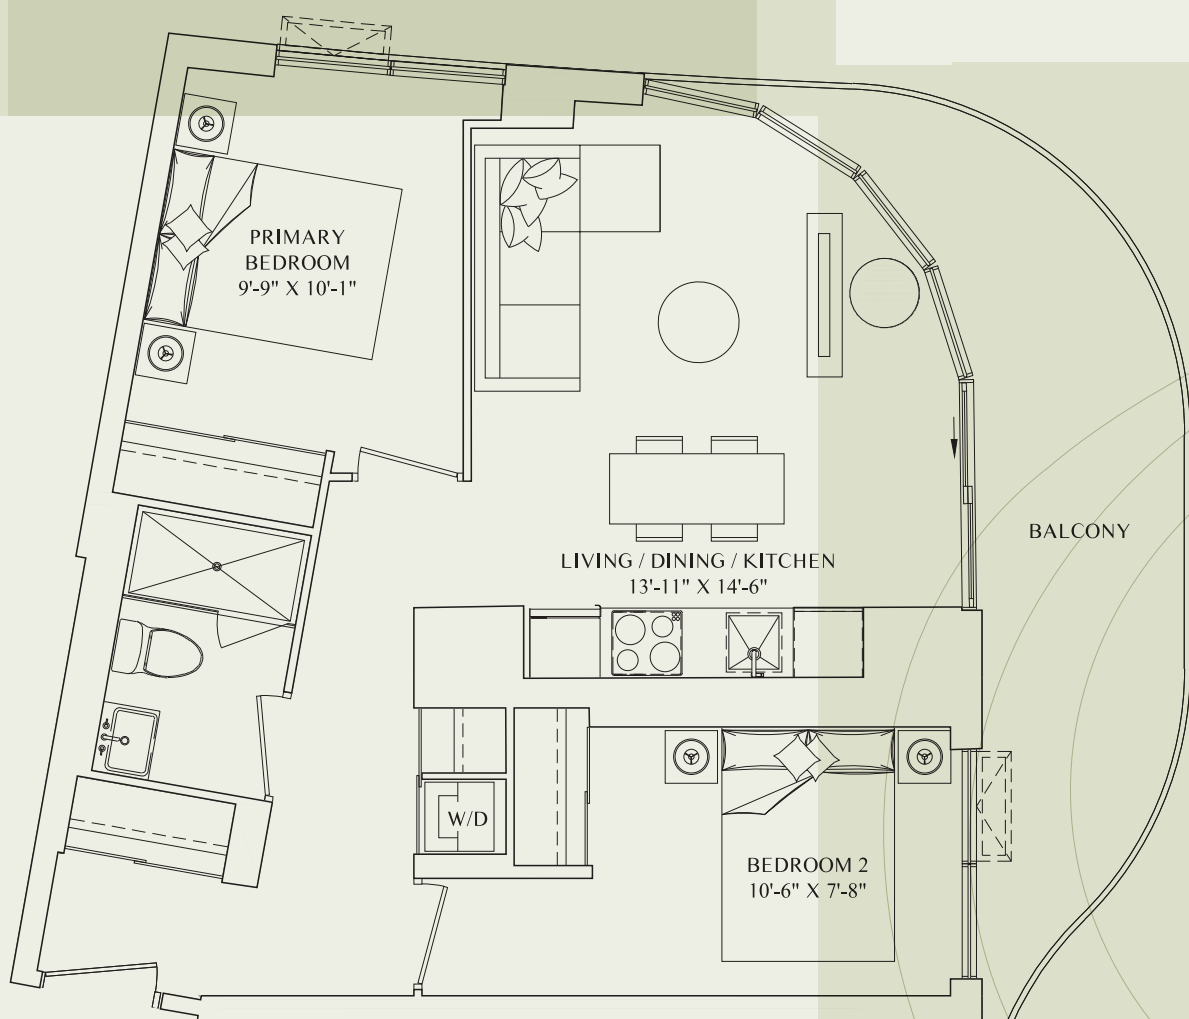 PRIMARY
BEDROOM
9'-9" X 10'-1"
BALCONY
LIVING / DINING / KITCHEN
13'-11" X 14'-6"
W/D
BEDROOM 2
10'-6" X 7'-8"